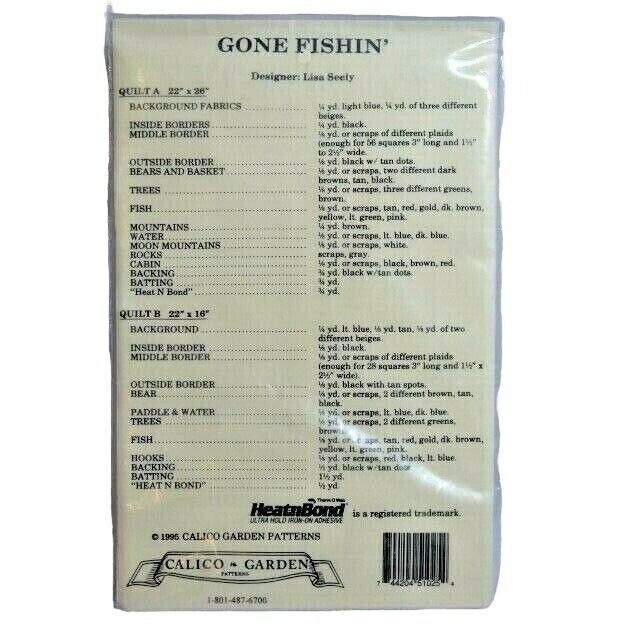 GONE FISHIN'
Designer: Lisa Seely
QUILT A 22" x 26"
BACKGROUND FABRICS ¼ yd. light blue, ¼ yd. of three different
beiges.
INSIDE BORDERS ¼ yd. black.
MIDDLE BORDER ⅛ yd. or scraps of different plaids
(enough for 56 squares 3" long and 1½"
to 2½" wide.
OUTSIDE BORDER ⅛ yd. black w/ tan dots.
BEARS AND BASKET ⅛ yd. or scraps, two different dark
browns, tan, black.
TREES ⅛ yd. or scraps, three different greens,
brown.
FISH ⅛ yd. or scraps, tan, red, gold, dk. brown,
yellow, lt. green, pink.
MOUNTAINS ¼ yd. brown.
WATER ⅛ yd. or scraps, lt. blue, dk. blue.
MOON MOUNTAINS ⅛ yd. or scraps, white.
ROCKS scraps, gray.
CABIN ⅛ yd. or scraps, black, brown, red.
BACKING ¾ yd. black w/tan dots.
BATTING ¾ yd.
"Heat N Bond" ¾ yd.
QUILT B 22" x 16"
BACKGROUND ¼ yd. lt. blue, ⅛ yd. tan, ⅛ yd. of two
different beiges.
INSIDE BORDER ⅛ yd. black.
MIDDLE BORDER ⅛ yd. or scraps of different plaids
(enough for 28 squares 3" long and 1½" x
2½" wide).
OUTSIDE BORDER ⅛ yd. black with tan spots.
BEAR ⅛ yd. or scraps, 2 different brown, tan,
black.
PADDLE & WATER ⅛ yd. or scraps, lt. blue, dk. blue.
TREES ⅛ yd. or scraps, 2 different greens,
brown.
FISH ⅛ yd. or scraps, tan, red, gold, dk, brown,
yellow, lt. green, pink.
HOOKS ⅛ yd. or scraps, red, black, lt. blue.
BACKING ½ yd. black w/tan dots
BATTING 1½ yd.
"HEAT N BOND" ½ yd.
Therm O Web
HeatnBond is a registered trademark.
ULTRA HOLD IRON-ON ADHESIVE
© 1995 CALICO GARDEN PATTERNS
CALICO GARDEN
PATTERNS
7 44204 51025 4
1-801-487-6700